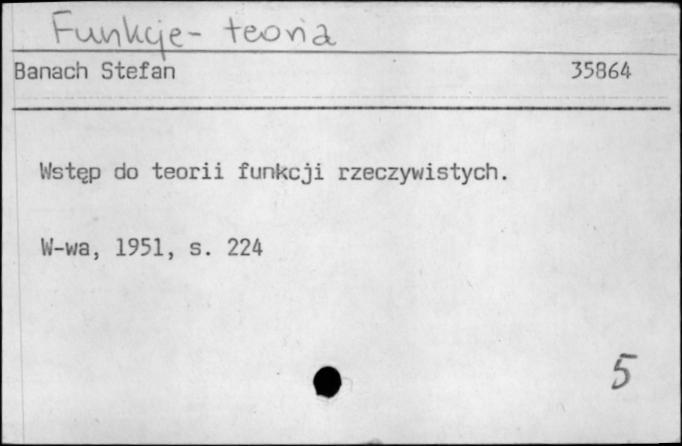 Funkcje - teoria
Banach Stefan 35864
Wstęp do teorii funkcji rzeczywistych.
W-wa, 1951, s. 224
5